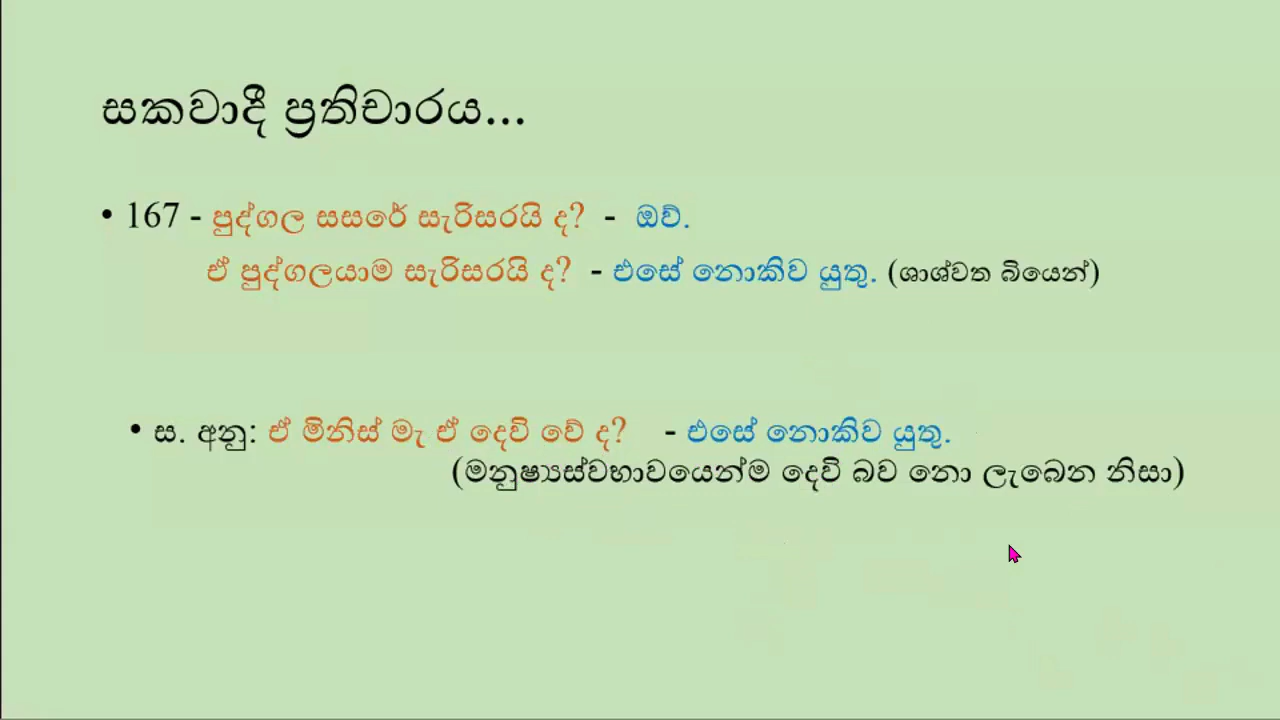 සකවාදී ප්‍රතිචාරය...
• 167 - පුද්ගල සසරේ සැරිසරයි ද? - ඔව්.
ඒ පුද්ගලයාම සැරිසරයි ද? - එසේ නොකිව යුතු. (ශාශ්වත බියෙන්)
• ස. අනු: ඒ මිනිස් මැ ඒ දෙවි වේ ද? - එසේ නොකිව යුතු.
(මනුෂ්‍යස්වභාවයෙන්ම දෙවි බව නො ලැබෙන නිසා)